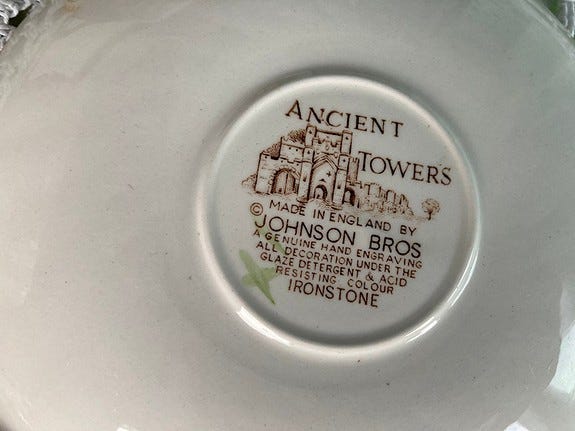 ANCIENT
TOWERS
MADE IN ENGLAND BY
© JOHNSON BROS
A GENUINE HAND ENGRAVING
ALL DECORATION UNDER THE
GLAZE DETERGENT & ACID
RESISTING COLOUR
IRONSTONE